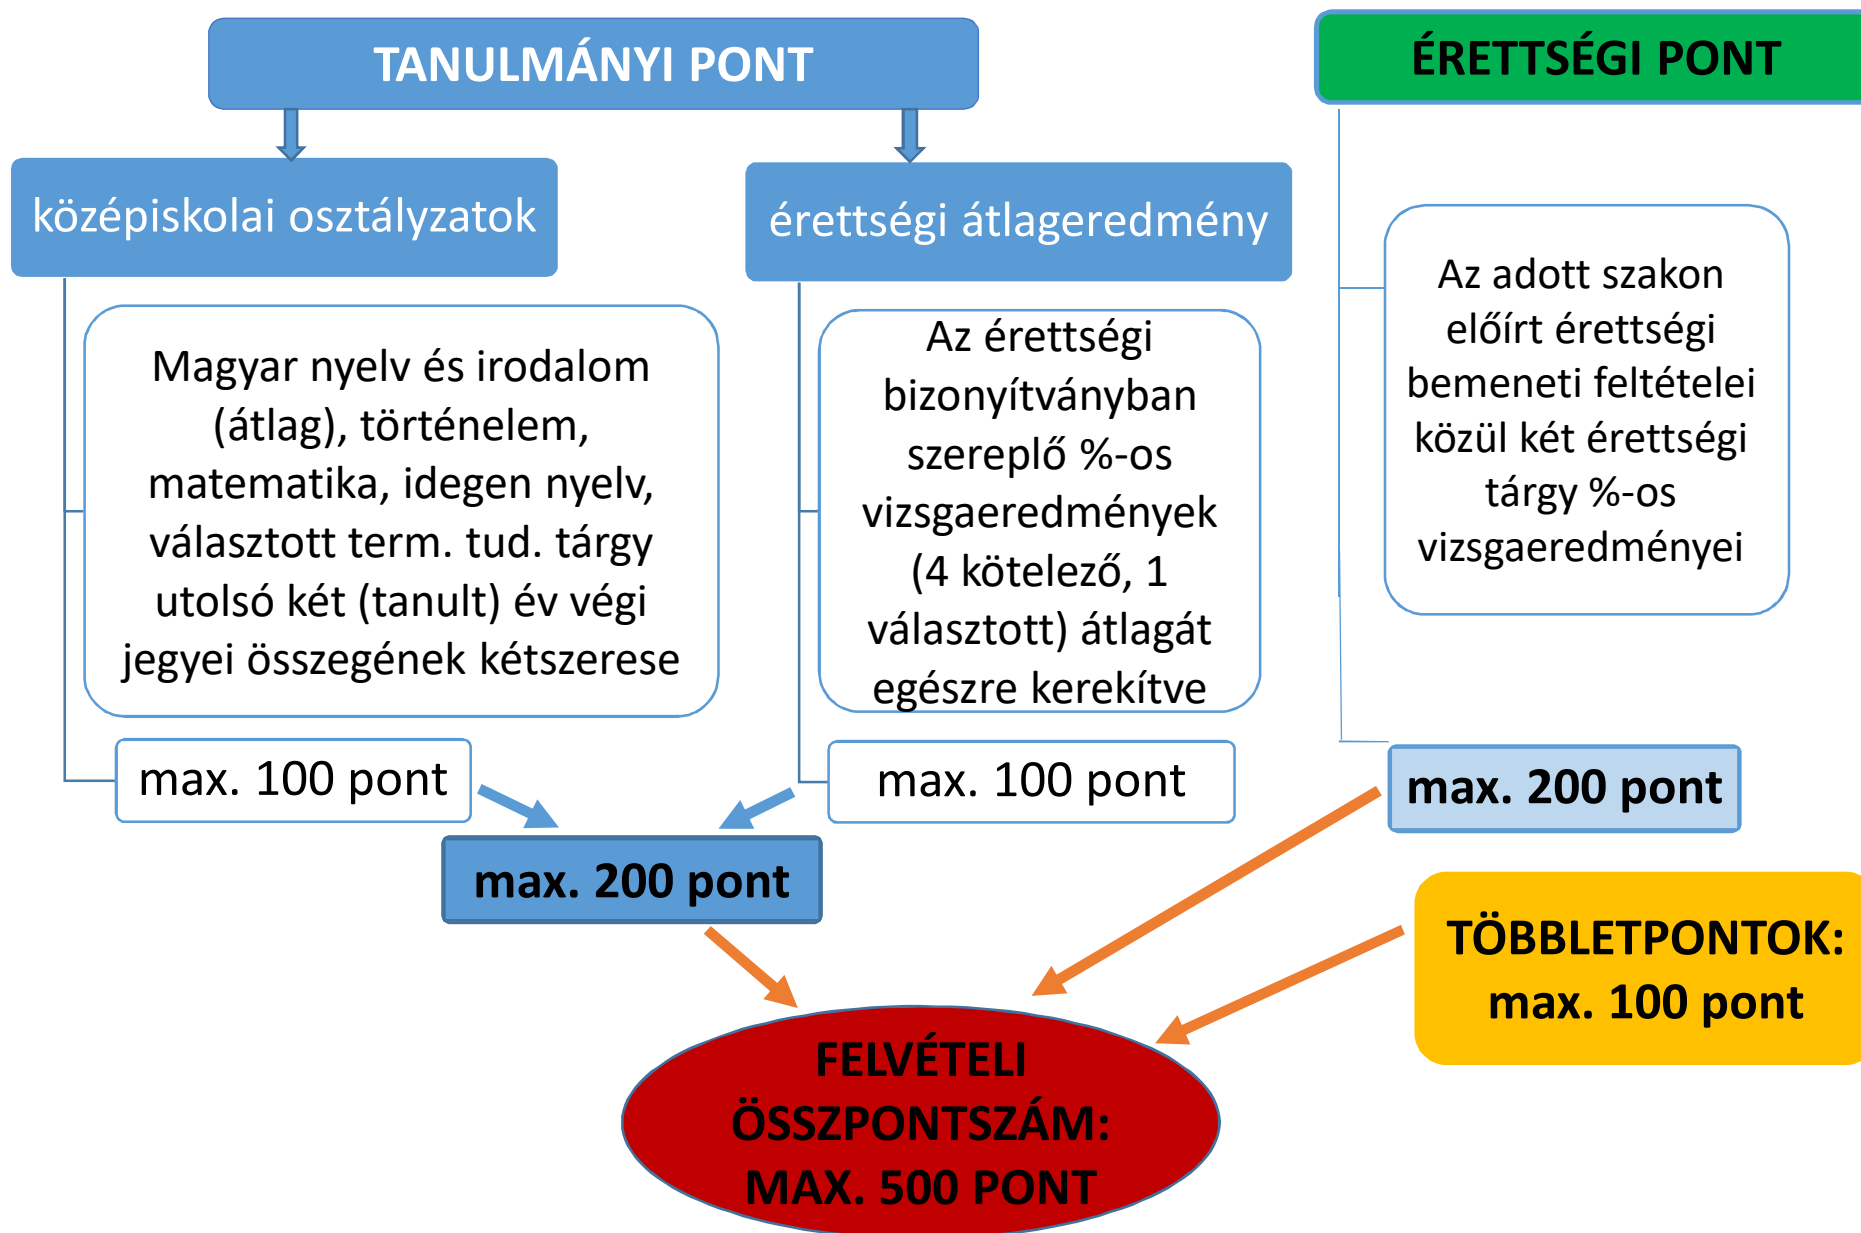 TANULMÁNYI PONT
középiskolai osztályzatok
Magyar nyelv és irodalom
(átlag), történelem,
matematika, idegen nyelv,
választott term. tud. tárgy
utolsó két (tanult) év végi
jegyei összegének kétszerese
max. 100 pont
érettségi átlageredmény
Az érettségi
bizonyítványban
szereplő %-os
vizsgaeredmények
(4 kötelező, 1
választott) átlagát
egészre kerekítve
max. 100 pont
max. 200 pont
ÉRETTSÉGI PONT
Az adott szakon
előírt érettségi
bemeneti feltételei
közül két érettségi
tárgy %-os
vizsgaeredményei
max. 200 pont
TÖBBLETPONTOK:
max. 100 pont
FELVÉTELI
ÖSSZPONTSZÁM:
MAX. 500 PONT